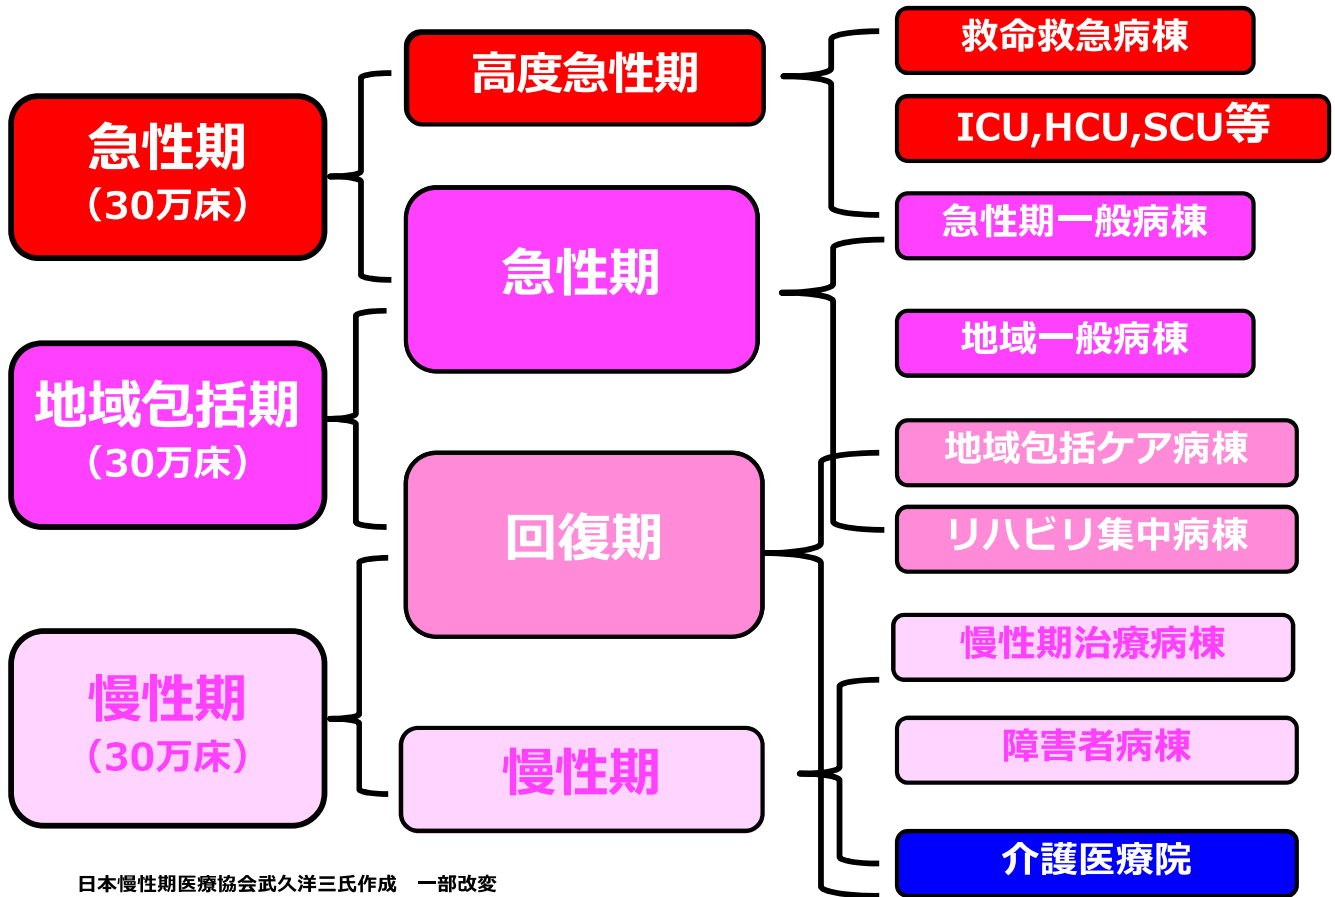 急性期
（30万床）
地域包括期
（30万床）
慢性期
（30万床）
高度急性期
急性期
回復期
慢性期
救命救急病棟
ICU,HCU,SCU等
急性期一般病棟
地域一般病棟
地域包括ケア病棟
リハビリ集中病棟
慢性期治療病棟
障害者病棟
介護医療院
日本慢性期医療協会武久洋三氏作成　一部改変